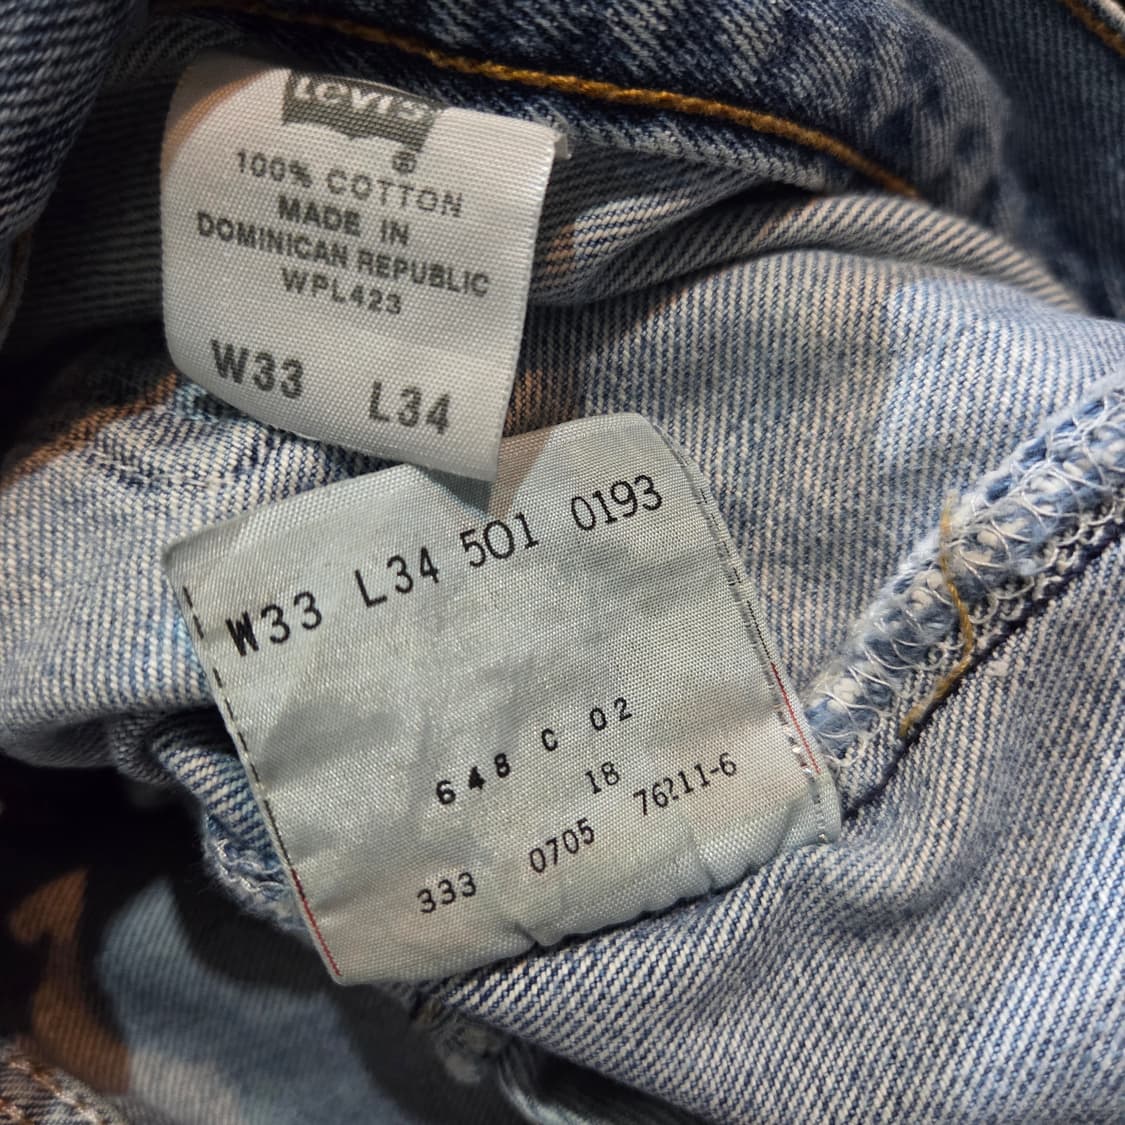 LEVI'S
®
100% COTTON
MADE IN
DOMINICAN REPUBLIC
WPL423
W33 L34
W33 L34 501 0193
648 C 02
18
333 0705 76211-6